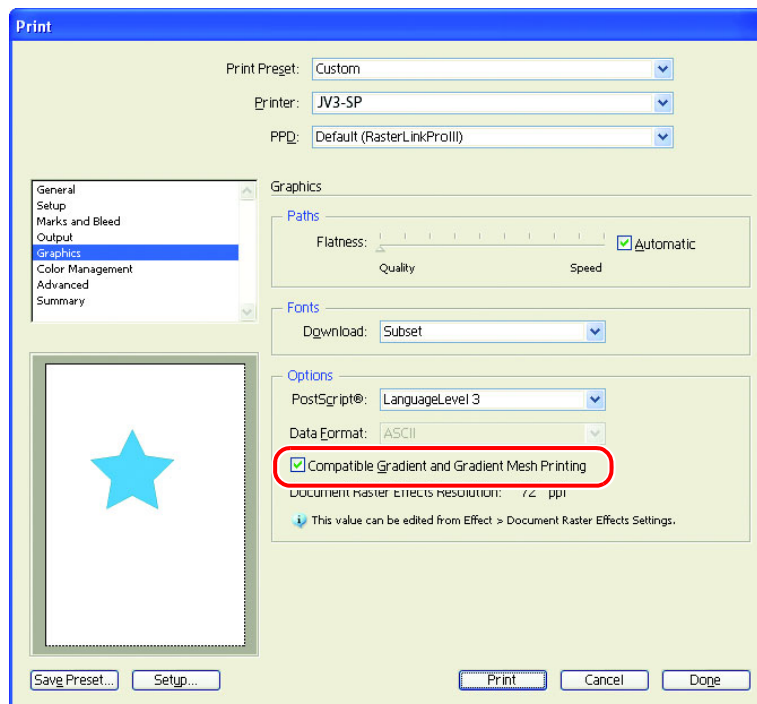 Print
Print Preset: Custom
Printer: JV3-SP
PPD: Default (RasterLinkProIII)
General
Setup
Marks and Bleed
Output
Graphics
Color Management
Advanced
Summary
Graphics
Paths
Flatness: Automatic
Quality Speed
Fonts
Download: Subset
Options
PostScript®: LanguageLevel 3
Data Format: ASCII
Compatible Gradient and Gradient Mesh Printing
Document Raster Effects Resolution: 72 ppi
This value can be edited from Effect > Document Raster Effects Settings.
Save Preset... Setup... Print Cancel Done